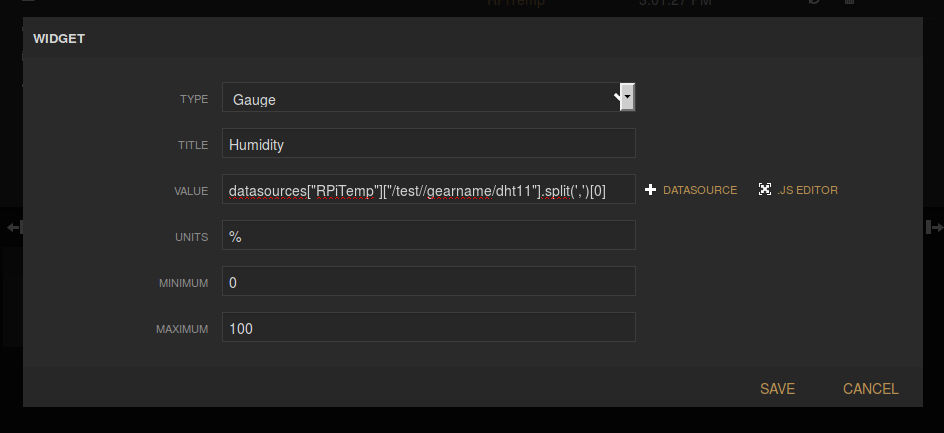 RPiTemp 3:01:27 PM
WIDGET
TYPE Gauge
TITLE Humidity
VALUE datasources["RPiTemp"]["/test//gearname/dht11"].split(',')[0] DATASOURCE .JS EDITOR
UNITS %
MINIMUM 0
MAXIMUM 100
SAVE CANCEL